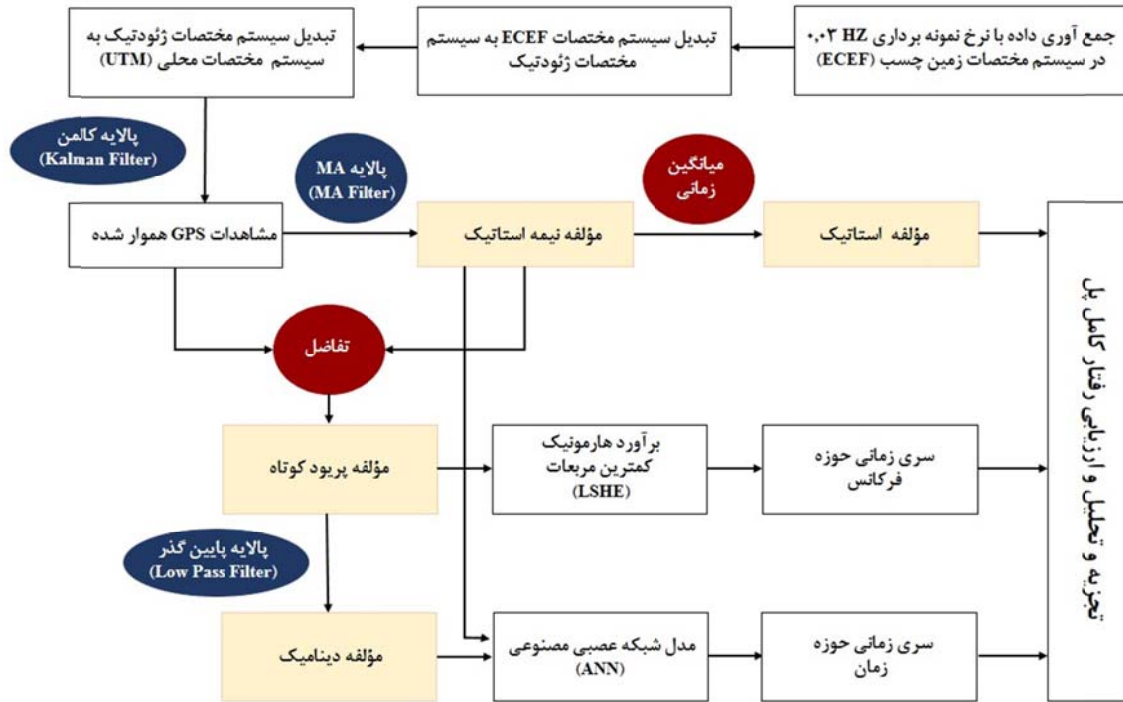 جمع آوری داده با نرخ نمونه برداری ۰,۰۳ HZ
در سیستم مختصات زمین چسب (ECEF)
تبدیل سیستم مختصات ECEF به سیستم
مختصات ژئودتیک
تبدیل سیستم مختصات ژئودتیک به
سیستم مختصات محلی (UTM)
پالایه کالمن
(Kalman Filter)
پالایه MA
(MA Filter)
میانگین
زمانی
مشاهدات GPS هموار شده
مؤلفه نیمه استاتیک
مؤلفه استاتیک
تفاضل
مؤلفه پریود کوتاه
برآورد هارمونیک
کمترین مربعات
(LSHE)
سری زمانی حوزه
فرکانس
پالایه پایین گذر
(Low Pass Filter)
مؤلفه دینامیک
مدل شبکه عصبی مصنوعی
(ANN)
سری زمانی حوزه
زمان
تجزیه و تحلیل و ارزیابی رفتار کامل پل